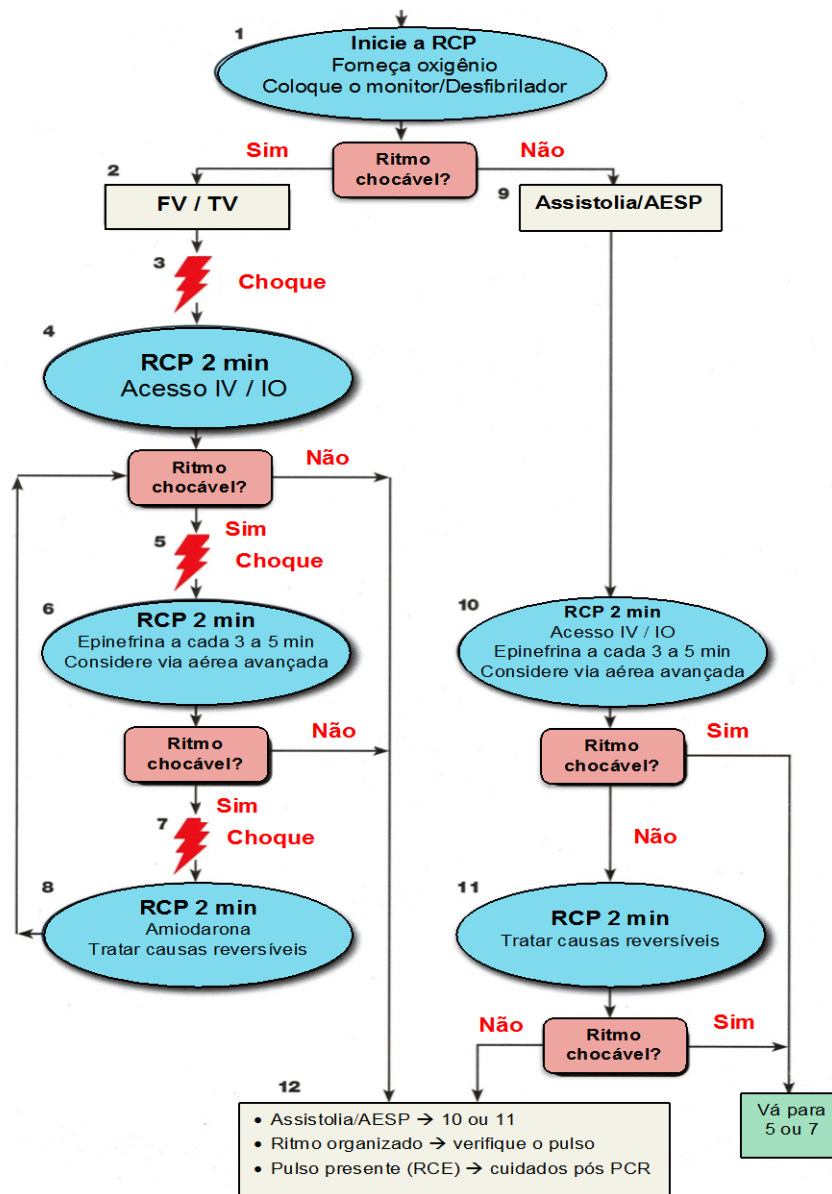 1
Inicie a RCP
Forneça oxigênio
Coloque o monitor/Desfibrilador
Sim
Ritmo
chocável?
Não
2
FV / TV
9
Assistolia/AESP
3
Choque
4
RCP 2 min
Acesso IV / IO
Ritmo
chocável?
Não
Sim
5
Choque
6
RCP 2 min
Epinefrina a cada 3 a 5 min
Considere via aérea avançada
10
RCP 2 min
Acesso IV / IO
Epinefrina a cada 3 a 5 min
Considere via aérea avançada
Ritmo
chocável?
Não
Ritmo
chocável?
Sim
Sim
7
Choque
Não
8
RCP 2 min
Amiodarona
Tratar causas reversíveis
11
RCP 2 min
Tratar causas reversíveis
Não
Ritmo
chocável?
Sim
12
• Assistolia/AESP → 10 ou 11
• Ritmo organizado → verifique o pulso
• Pulso presente (RCE) → cuidados pós PCR
Vá para
5 ou 7